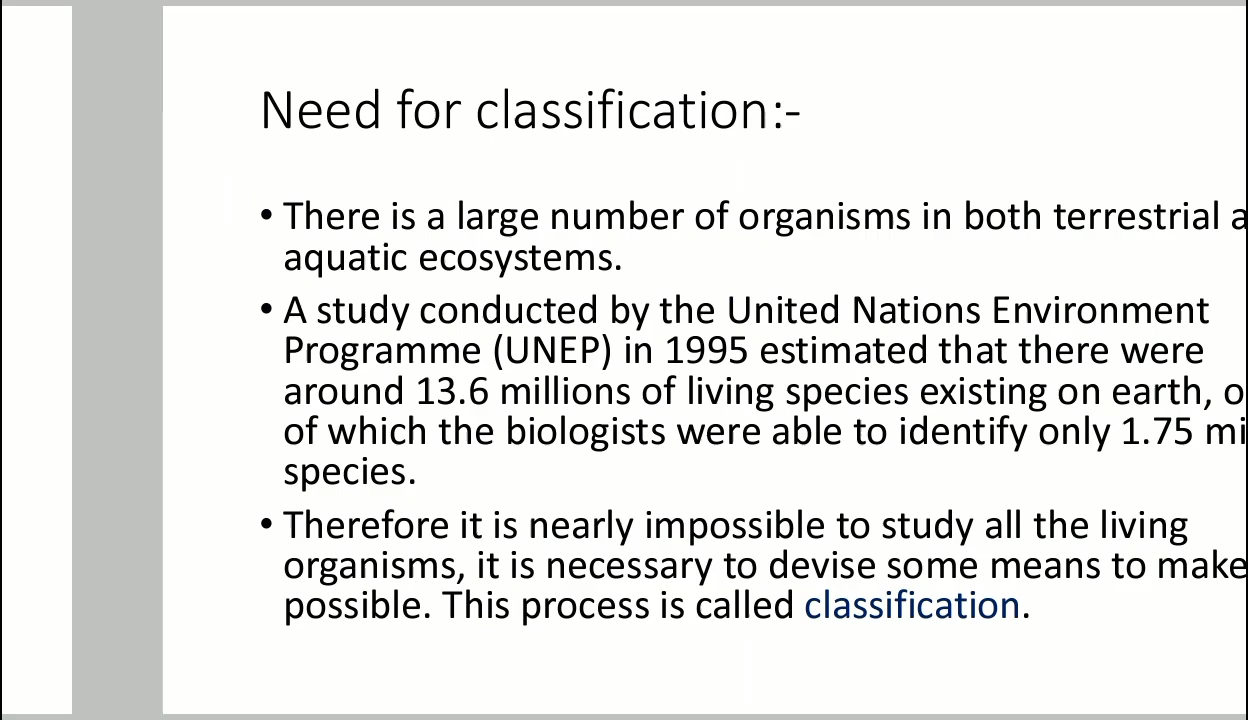 Need for classification:-
• There is a large number of organisms in both terrestrial
aquatic ecosystems.
• A study conducted by the United Nations Environment
Programme (UNEP) in 1995 estimated that there were
around 13.6 millions of living species existing on earth,
of which the biologists were able to identify only 1.75
species.
• Therefore it is nearly impossible to study all the living
organisms, it is necessary to devise some means to make
possible. This process is called classification.